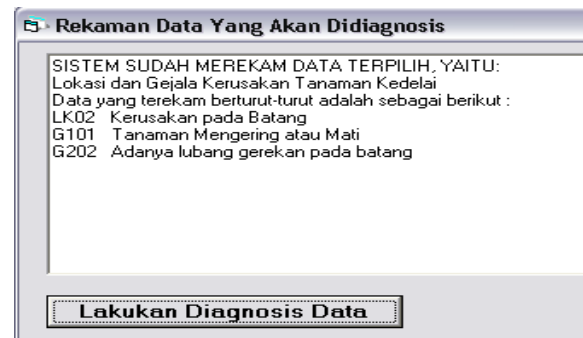 Rekaman Data Yang Akan Didiagnosis
SISTEM SUDAH MEREKAM DATA TERPILIH, YAITU:
Lokasi dan Gejala Kerusakan Tanaman Kedelai
Data yang terekam berturut-turut adalah sebagai berikut :
LK02 Kerusakan pada Batang
G101 Tanaman Mengering atau Mati
G202 Adanya lubang gerekan pada batang
Lakukan Diagnosis Data